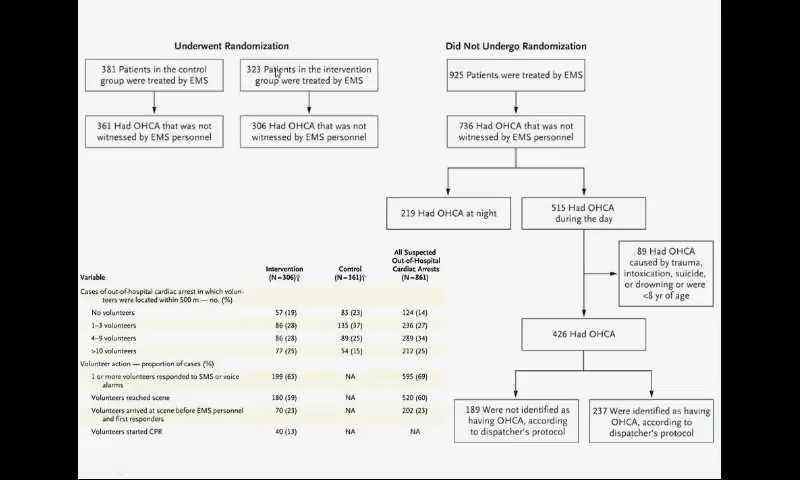 Underwent Randomization
381 Patients in the control
group were treated by EMS
323 Patients in the intervention
group were treated by EMS
361 Had OHCA that was not
witnessed by EMS personnel
306 Had OHCA that was not
witnessed by EMS personnel
Did Not Undergo Randomization
925 Patients were treated by EMS
736 Had OHCA that was not
witnessed by EMS personnel
219 Had OHCA at night
515 Had OHCA
during the day
89 Had OHCA
caused by trauma,
intoxication, suicide,
or drowning or were
<8 yr of age
426 Had OHCA
189 Were not identified as
having OHCA, according
to dispatcher's protocol
237 Were identified as having
OHCA, according to
dispatcher's protocol
Variable
Intervention
(N=306)†
Control
(N=361)†
All Suspected
Out-of-Hospital
Cardiac Arrests
(N=861)
Cases of out-of-hospital cardiac arrest in which volun-
teers were located within 500 m — no. (%)
No volunteers 57 (19) 83 (23) 124 (14)
1–3 volunteers 86 (28) 135 (37) 236 (27)
4–9 volunteers 86 (28) 89 (25) 289 (34)
>10 volunteers 77 (25) 54 (15) 212 (25)
Volunteer action — proportion of cases (%)
1 or more volunteers responded to SMS or voice
alarms 199 (65) NA 595 (69)
Volunteers reached scene 180 (59) NA 520 (60)
Volunteers arrived at scene before EMS personnel
and first responders 70 (23) NA 202 (23)
Volunteers started CPR 40 (13) NA NA